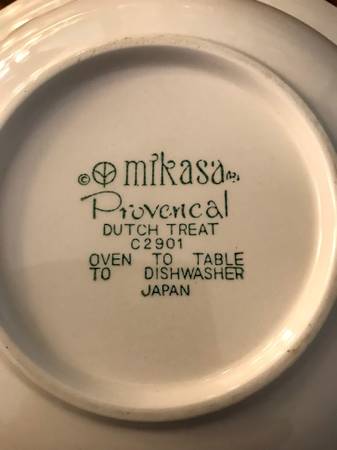 © mikasa ®
Provencal
DUTCH TREAT
C2901
OVEN TO TABLE
TO DISHWASHER
JAPAN